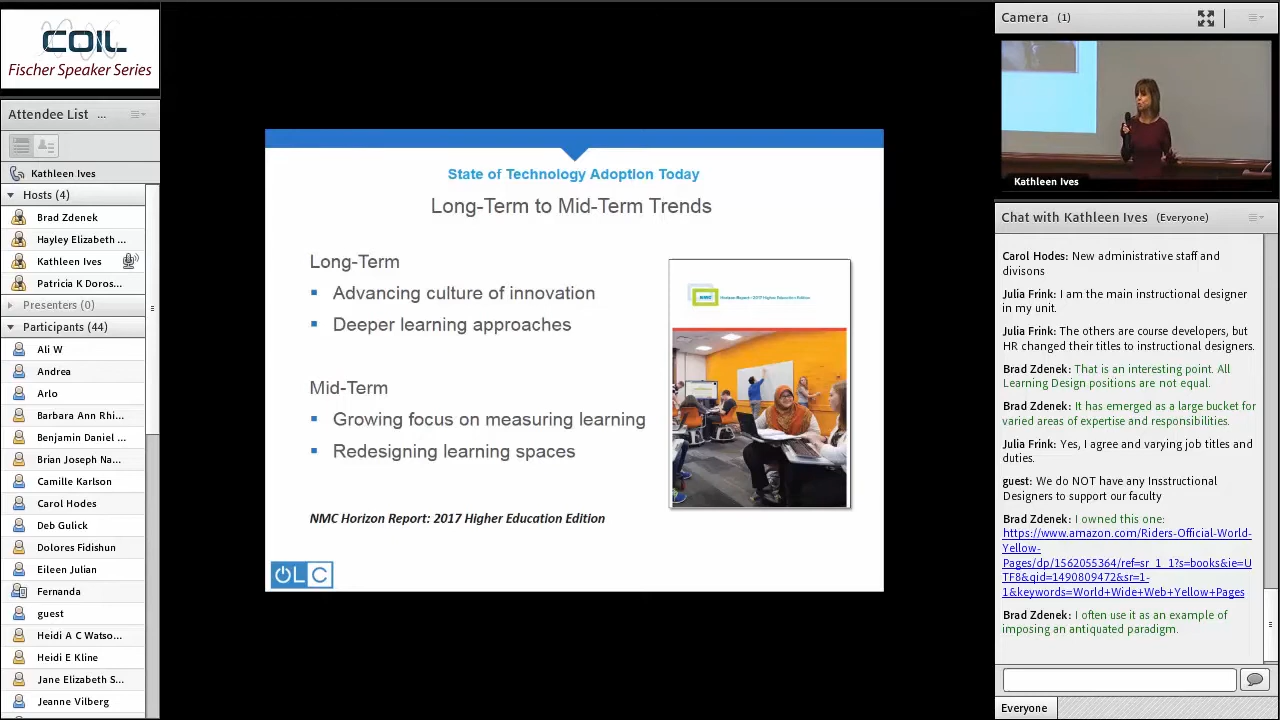 COIL
Fischer Speaker Series
Attendee List ...
Kathleen Ives
Hosts (4)
Brad Zdenek
Hayley Elizabeth ...
Kathleen Ives
Patricia K Doros...
Presenters (0)
Participants (44)
Ali W
Andrea
Arlo
Barbara Ann Rhi...
Benjamin Daniel ...
Brian Joseph Na...
Camille Karlson
Carol Hodes
Deb Gulick
Dolores Fidishun
Eileen Julian
Fernanda
guest
Heidi A C Watso...
Heidi E Kline
Jane Elizabeth S...
Jeanne Vilberg
State of Technology Adoption Today
Long-Term to Mid-Term Trends
Long-Term
Advancing culture of innovation
Deeper learning approaches
Mid-Term
Growing focus on measuring learning
Redesigning learning spaces
NMC Horizon Report: 2017 Higher Education Edition
NMC Horizon Report > 2017 Higher Education Edition
OLC
Camera (1)
Kathleen Ives
Chat with Kathleen Ives (Everyone)
Carol Hodes: New administrative staff and
divisons
Julia Frink: I am the main instructional designer
in my unit.
Julia Frink: The others are course developers, but
HR changed their titles to instructional designers.
Brad Zdenek: That is an interesting point. All
Learning Design positions are not equal.
Brad Zdenek: It has emerged as a large bucket for
varied areas of expertise and responsibilities.
Julia Frink: Yes, I agree and varying job titles and
duties.
guest: We do NOT have any Insstructional
Designers to support our faculty
Brad Zdenek: I owned this one:
https://www.amazon.com/Riders-Official-World-
Yellow-
Pages/dp/1562055364/ref=sr_1_1?s=books&ie=U
TF8&qid=1490809472&sr=1-
1&keywords=World+Wide+Web+Yellow+Pages
Brad Zdenek: I often use it as an example of
imposing an antiquated paradigm.
Everyone